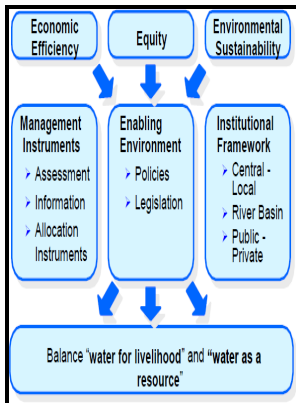 Economic
Efficiency
Equity
Environmental
Sustainability
Management
Instruments
Assessment
Information
Allocation
Instruments
Enabling
Environment
Policies
Legislation
Institutional
Framework
Central -
Local
River Basin
Public -
Private
Balance "water for livelihood" and "water as a
resource"